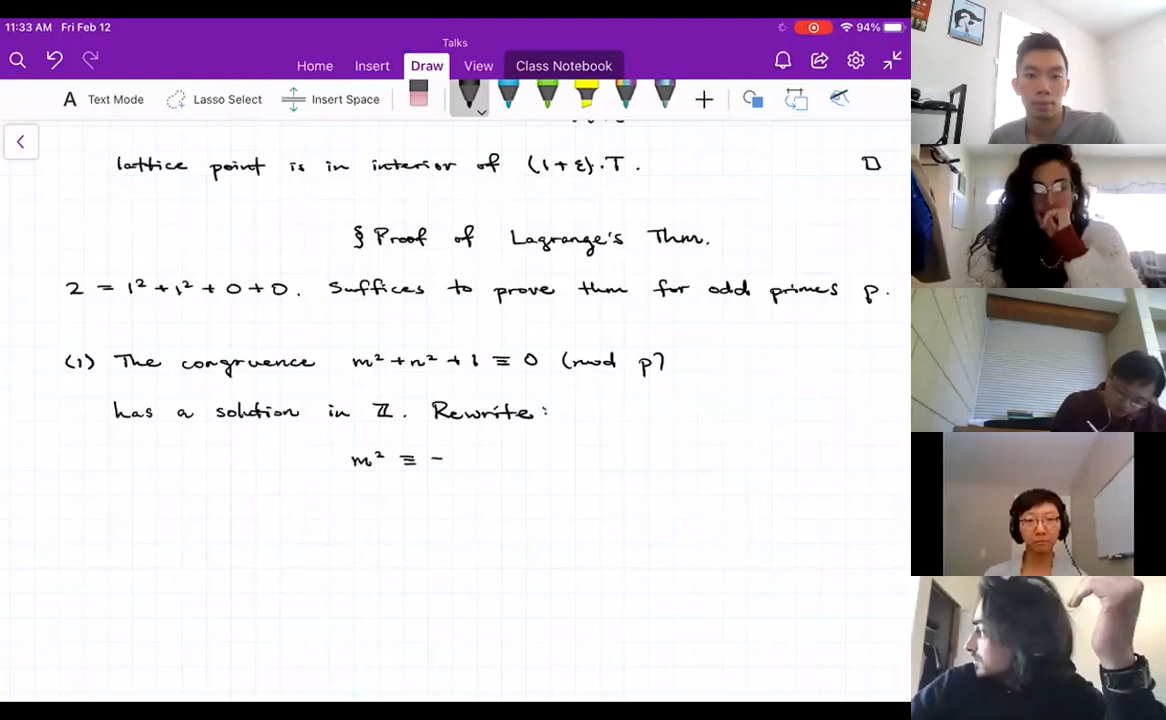 11:33 AM Fri Feb 12
94%
Talks
Home Insert Draw View Class Notebook
Text Mode Lasso Select Insert Space
lattice point is in interior of (1+ε)·T.
§ Proof of Lagrange's Thm.
2 = 1² + 1² + 0 + 0. Suffices to prove thm for odd primes p.
(1) The congruence m² + n² + 1 ≡ 0 (mod p)
has a solution in ℤ. Rewrite:
m² ≡ -